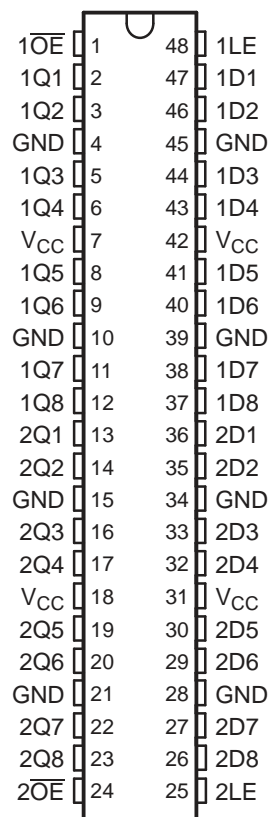 1O̅E̅ 1 48 1LE
1Q1 2 47 1D1
1Q2 3 46 1D2
GND 4 45 GND
1Q3 5 44 1D3
1Q4 6 43 1D4
VCC 7 42 VCC
1Q5 8 41 1D5
1Q6 9 40 1D6
GND 10 39 GND
1Q7 11 38 1D7
1Q8 12 37 1D8
2Q1 13 36 2D1
2Q2 14 35 2D2
GND 15 34 GND
2Q3 16 33 2D3
2Q4 17 32 2D4
VCC 18 31 VCC
2Q5 19 30 2D5
2Q6 20 29 2D6
GND 21 28 GND
2Q7 22 27 2D7
2Q8 23 26 2D8
2O̅E̅ 24 25 2LE